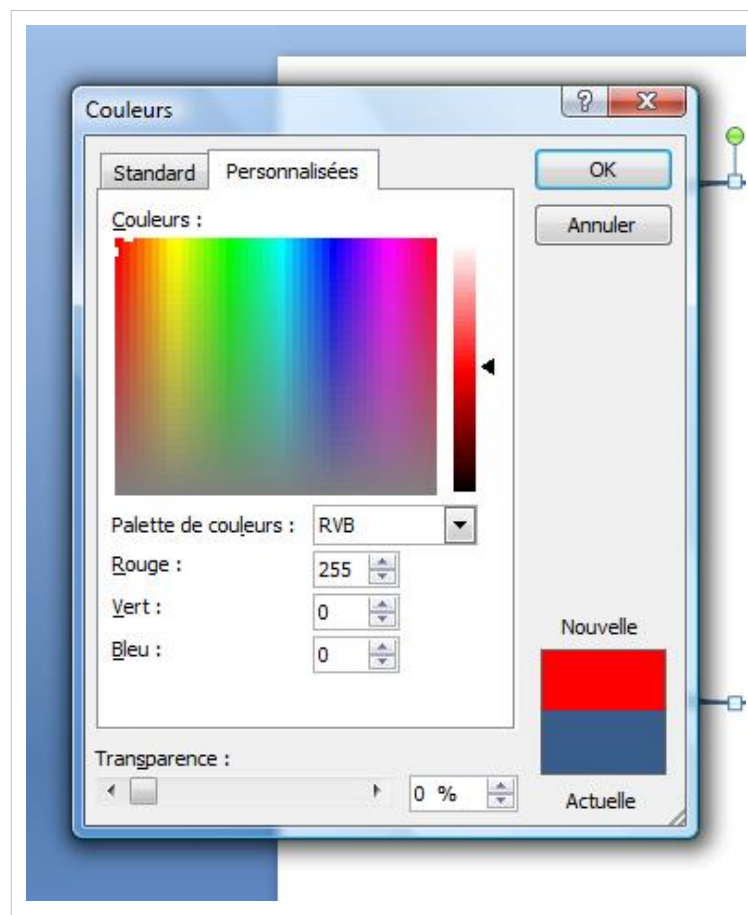 Couleurs
Standard
Personnalisées
OK
Annuler
Couleurs :
Palette de couleurs :
RVB
Rouge :
255
Vert :
0
Bleu :
0
Nouvelle
Transparence :
0 %
Actuelle